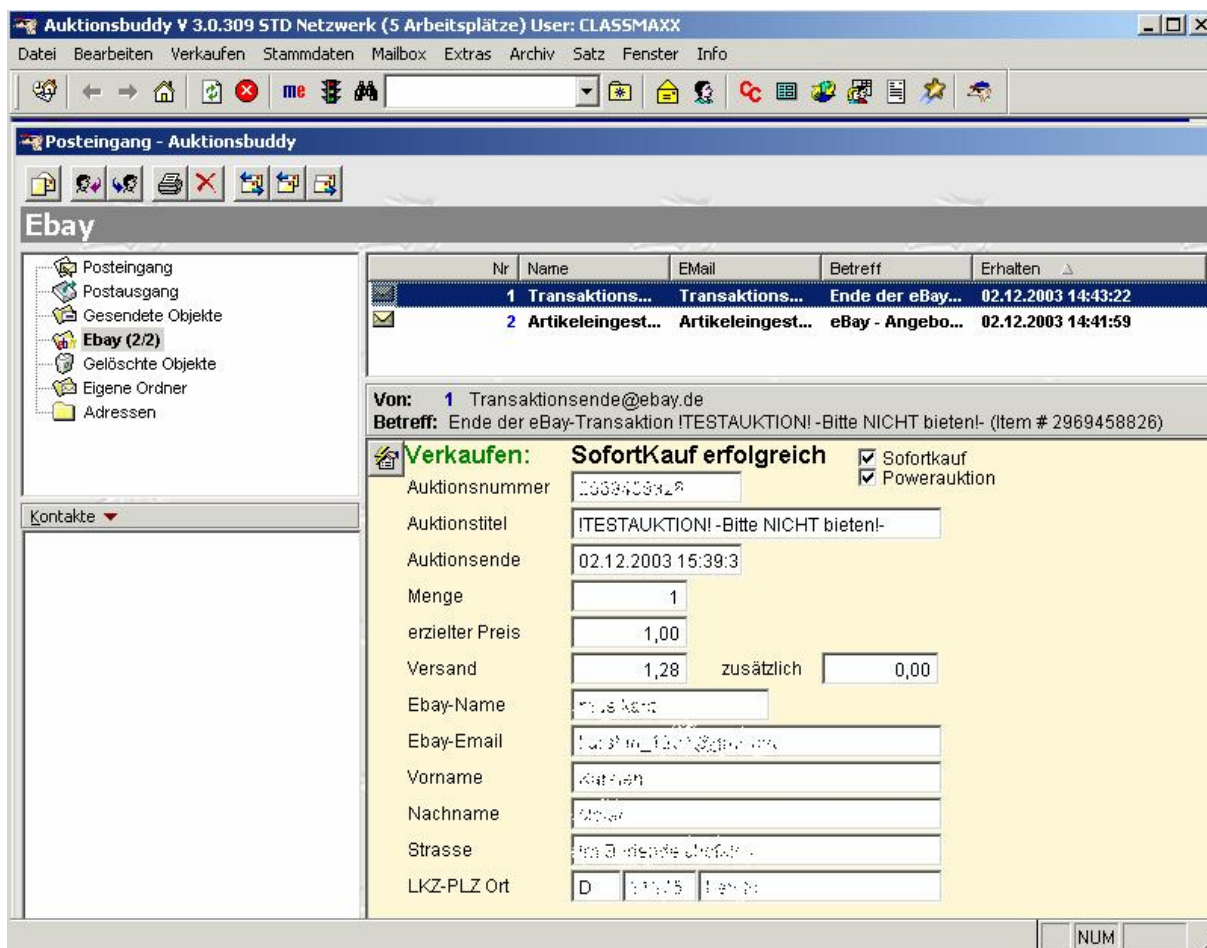 Auktionsbuddy V 3.0.309 STD Netzwerk (5 Arbeitsplätze) User: CLASSMAXX
Datei Bearbeiten Verkaufen Stammdaten Mailbox Extras Archiv Satz Fenster Info
me CC
Posteingang - Auktionsbuddy
Ebay
Posteingang
Postausgang
Gesendete Objekte
Ebay (2/2)
Gelöschte Objekte
Eigene Ordner
Adressen
Kontakte
Nr Name EMail Betreff Erhalten
1 Transaktions... Transaktions... Ende der eBay... 02.12.2003 14:43:22
2 Artikeleingest... Artikeleingest... eBay - Angebo... 02.12.2003 14:41:59
Von: 1 Transaktionsende@ebay.de
Betreff: Ende der eBay-Transaktion !TESTAUKTION! -Bitte NICHT bieten!- (Item # 2969458826)
Verkaufen: SofortKauf erfolgreich Sofortkauf
Powerauktion
Auktionsnummer
Auktionstitel !TESTAUKTION! -Bitte NICHT bieten!-
Auktionsende 02.12.2003 15:39:3
Menge 1
erzielter Preis 1,00
Versand 1,28 zusätzlich 0,00
Ebay-Name
Ebay-Email
Vorname
Nachname
Strasse
LKZ-PLZ Ort D
NUM